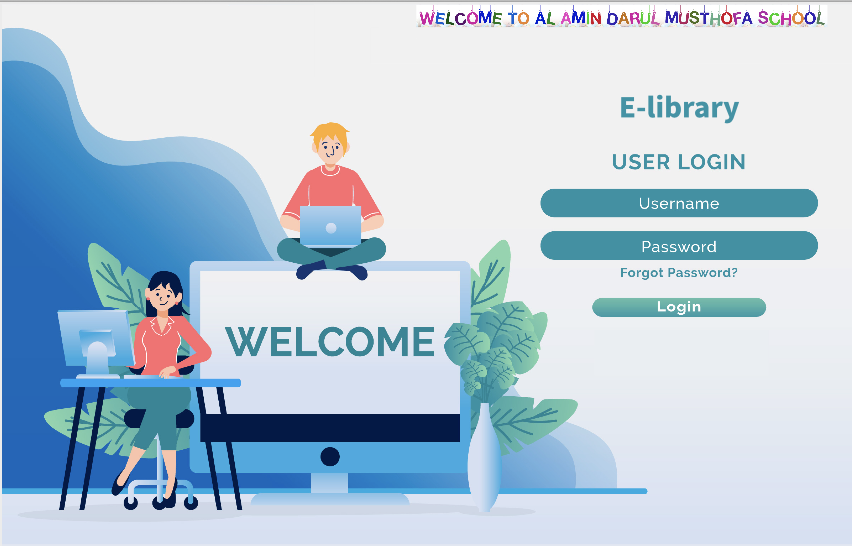 WELCOME TO AL AMIN DARUL MUSTHOFA SCHOOL
E-library
USER LOGIN
Username
Password
Forgot Password?
Login
WELCOME